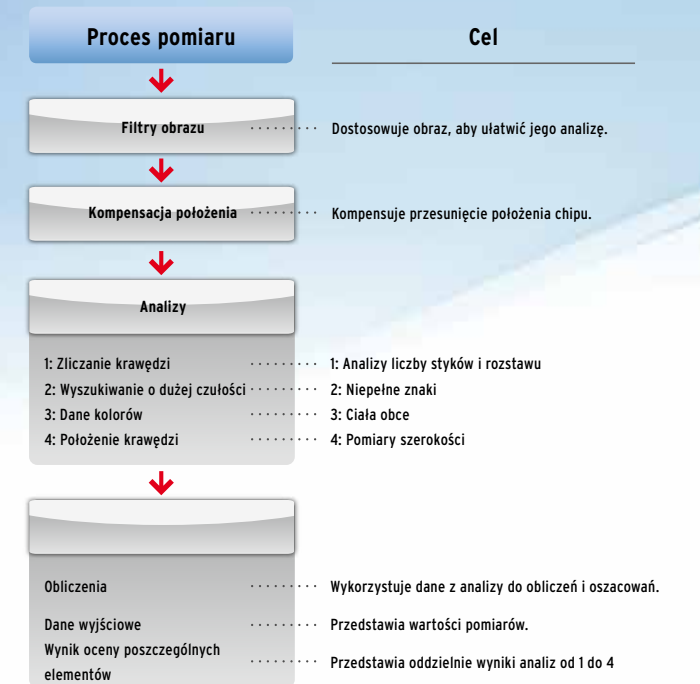 Proces pomiaru
Cel
Filtry obrazu ......... Dostosowuje obraz, aby ułatwić jego analizę.
Kompensacja położenia ......... Kompensuje przesunięcie położenia chipu.
Analizy
1: Zliczanie krawędzi ......... 1: Analizy liczby styków i rozstawu
2: Wyszukiwanie o dużej czułości ......... 2: Niepełne znaki
3: Dane kolorów ......... 3: Ciała obce
4: Położenie krawędzi ......... 4: Pomiary szerokości
Obliczenia ......... Wykorzystuje dane z analizy do obliczeń i oszacowań.
Dane wyjściowe ......... Przedstawia wartości pomiarów.
Wynik oceny poszczególnych
elementów ......... Przedstawia oddzielnie wyniki analiz od 1 do 4